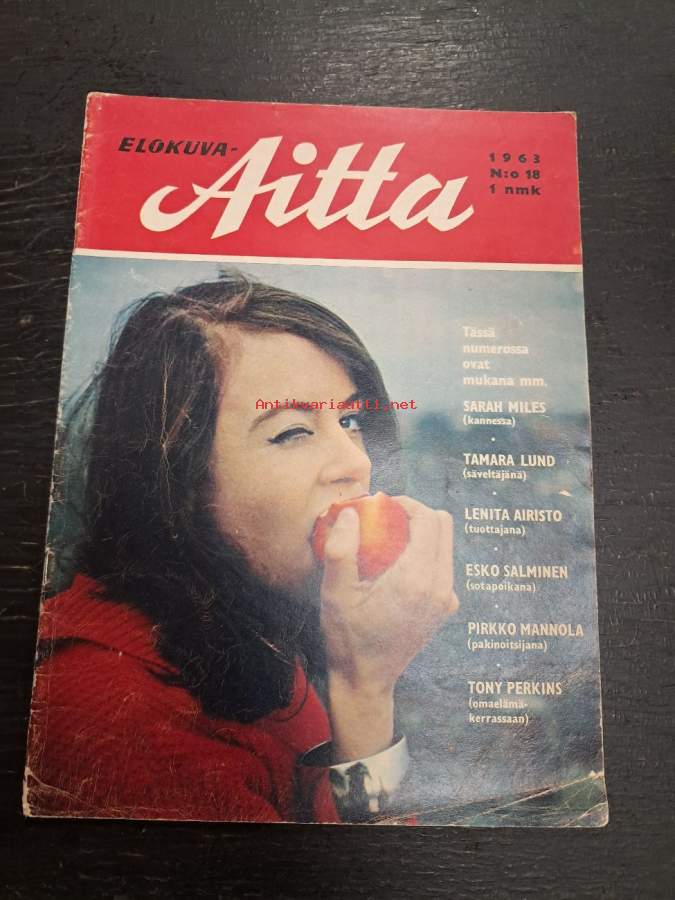 ELOKUVA-
Aitta
1963
N:o 18
1 nmk
Tässä
numerossa
ovat
mukana mm.
SARAH MILES
(kannessa)
•
TAMARA LUND
(säveltäjänä)
•
LENITA AIRISTO
(tuottajana)
•
ESKO SALMINEN
(sotapoikana)
•
PIRKKO MANNOLA
(pakinoitsijana)
•
TONY PERKINS
(omaelämä-
kerrassaan)
Antikvariaatti.net